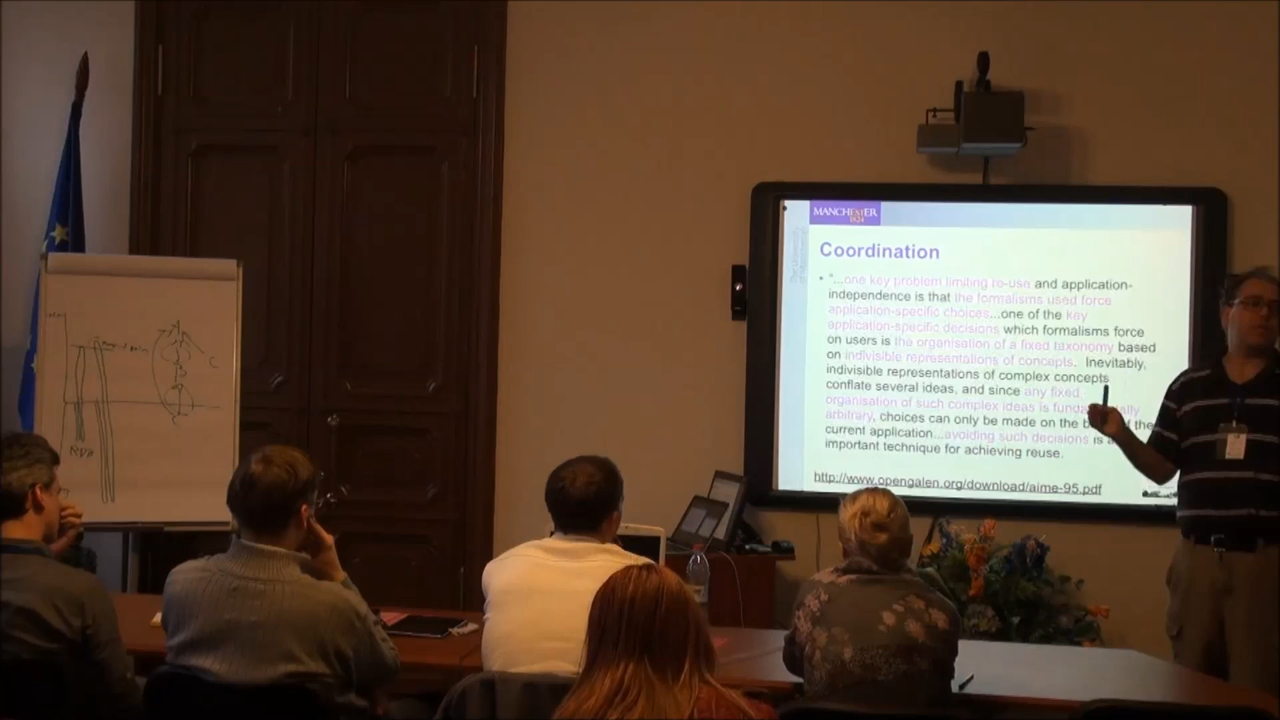 MANCHESTER
1824
Coordination
• "...one key problem limiting re-use and application-
independence is that the formalisms used force
application-specific choices...one of the key
application-specific decisions which formalisms force
on users is the organisation of a fixed taxonomy based
on indivisible representations of concepts. Inevitably,
indivisible representations of complex concepts
conflate several ideas, and since any fixed
organisation of such complex ideas is fundamentally
arbitrary, choices can only be made on the of the
current application...avoiding such decisions is
important technique for achieving reuse.
http://www.opengalen.org/download/aime-95.pdf